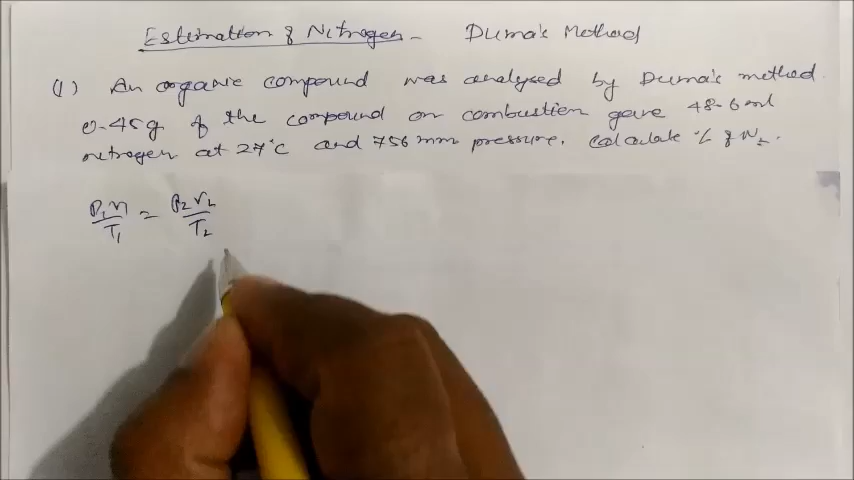 Estimation of Nitrogen - Duma's Method
(1) An organic compound was analysed by Duma's method.
0.45g of the compound on combustion gave 48.6 ml
nitrogen at 27°C and 756 mm pressure. Calculate % of N₂.
P₁V₁/T₁ = P₂V₂/T₂